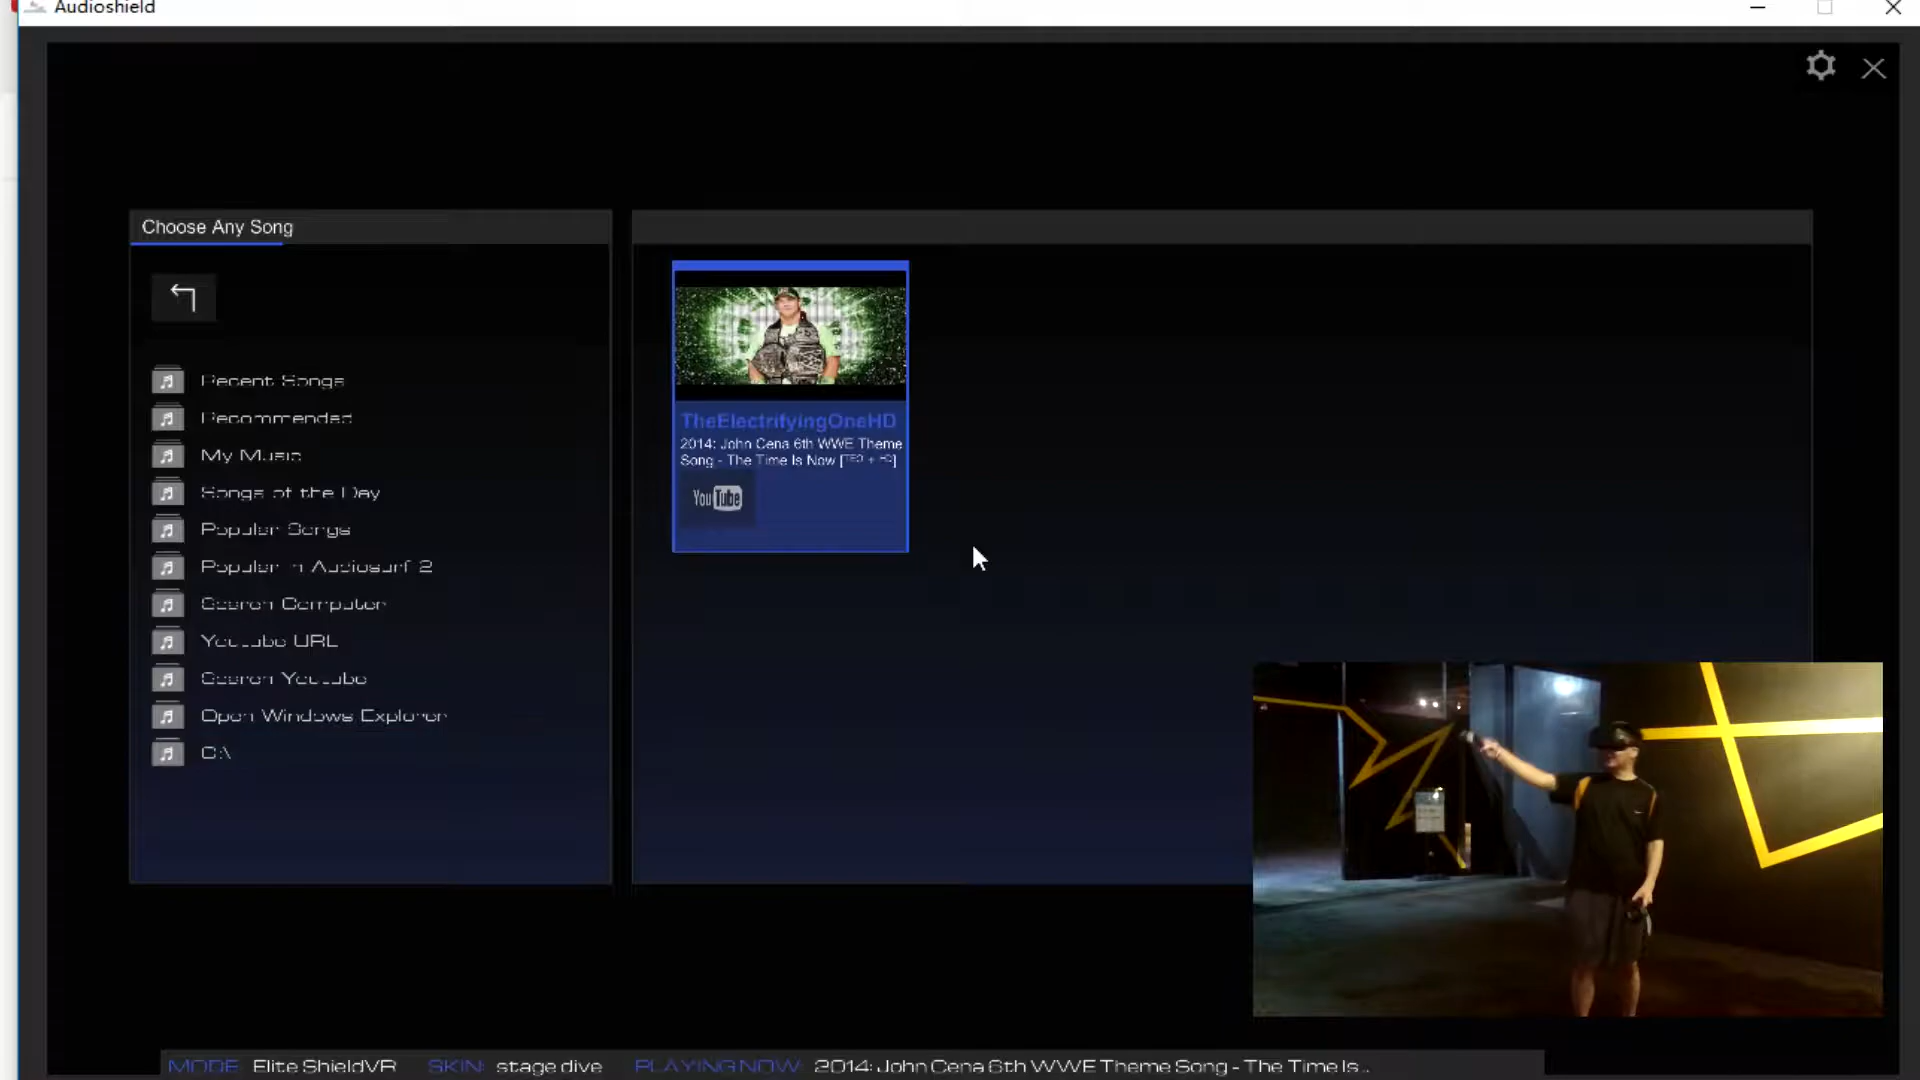 Audioshield
Choose Any Song
Recent Songs
Recommended
My Music
Songs of the Day
Popular Songs
Popular in Audiosurf 2
Search Computer
Youtube URL
Search Youtube
Open Windows Explorer
C:\
TheElectrifyingOneHD
2014: John Cena 6th WWE Theme
Song - The Time Is Now [TEO + HD]
YouTube
MODE: Elite ShieldVR SKIN: stage dive PLAYING NOW: 2014: John Cena 6th WWE Theme Song - The Time Is...